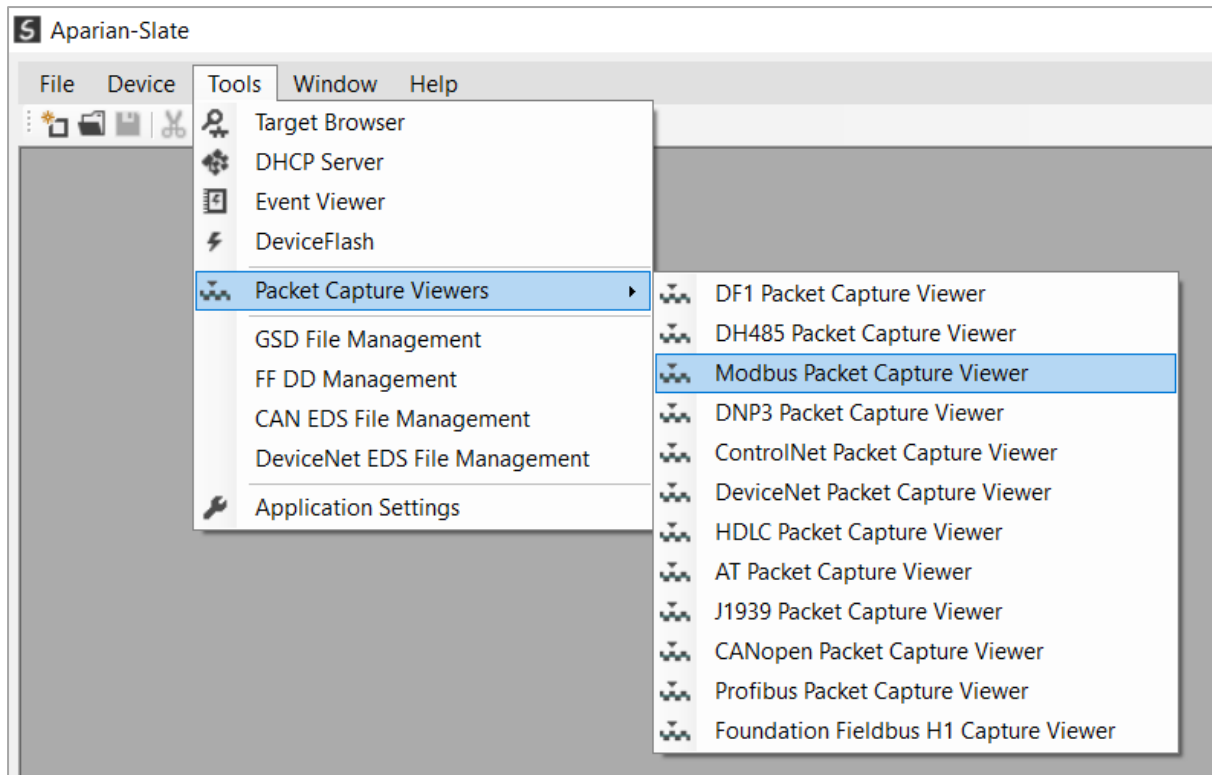 Aparian-Slate
File Device Tools Window Help
Target Browser
DHCP Server
Event Viewer
DeviceFlash
Packet Capture Viewers
GSD File Management
FF DD Management
CAN EDS File Management
DeviceNet EDS File Management
Application Settings
DF1 Packet Capture Viewer
DH485 Packet Capture Viewer
Modbus Packet Capture Viewer
DNP3 Packet Capture Viewer
ControlNet Packet Capture Viewer
DeviceNet Packet Capture Viewer
HDLC Packet Capture Viewer
AT Packet Capture Viewer
J1939 Packet Capture Viewer
CANopen Packet Capture Viewer
Profibus Packet Capture Viewer
Foundation Fieldbus H1 Capture Viewer